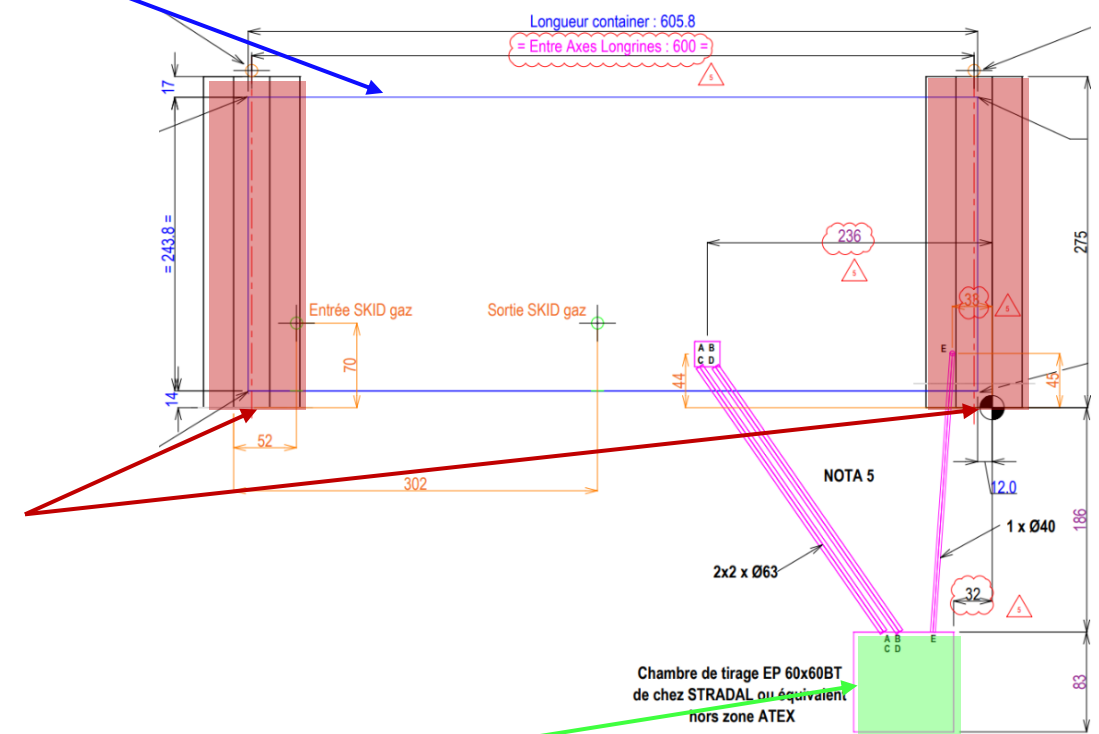 Longueur container : 605.8
= Entre Axes Longrines : 600 =
5
17
= 243.8 =
236
5
275
38
5
Entrée SKID gaz
Sortie SKID gaz
A B
C D
E
70
44
45
14
52
302
NOTA 5
12.0
186
1 x Ø40
2x2 x Ø63
32
5
A B E
C D
Chambre de tirage EP 60x60BT
de chez STRADAL ou équivalent
hors zone ATEX
83